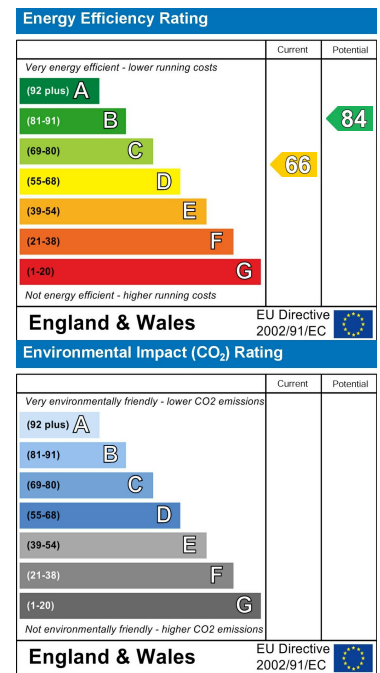 Energy Efficiency Rating
Current Potential
Very energy efficient - lower running costs
(92 plus) A
(81-91) B
84
(69-80) C
66
(55-68) D
(39-54) E
(21-38) F
(1-20) G
Not energy efficient - higher running costs
England & Wales
EU Directive
2002/91/EC
Environmental Impact (CO₂) Rating
Current Potential
Very environmentally friendly - lower CO2 emissions
(92 plus) A
(81-91) B
(69-80) C
(55-68) D
(39-54) E
(21-38) F
(1-20) G
Not environmentally friendly - higher CO2 emissions
England & Wales
EU Directive
2002/91/EC